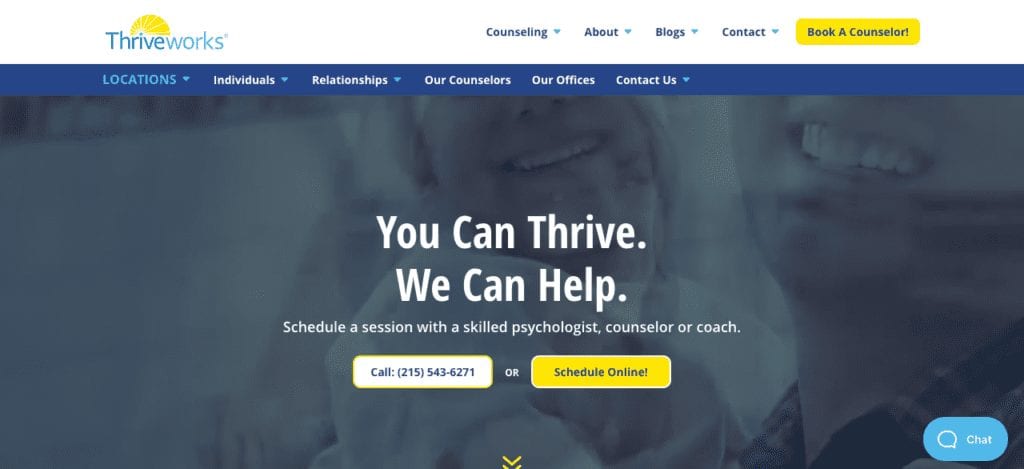 Thriveworks®
Counseling About Blogs Contact Book A Counselor!
LOCATIONS Individuals Relationships Our Counselors Our Offices Contact Us
You Can Thrive.
We Can Help.
Schedule a session with a skilled psychologist, counselor or coach.
Call: (215) 543-6271 OR Schedule Online!
Chat